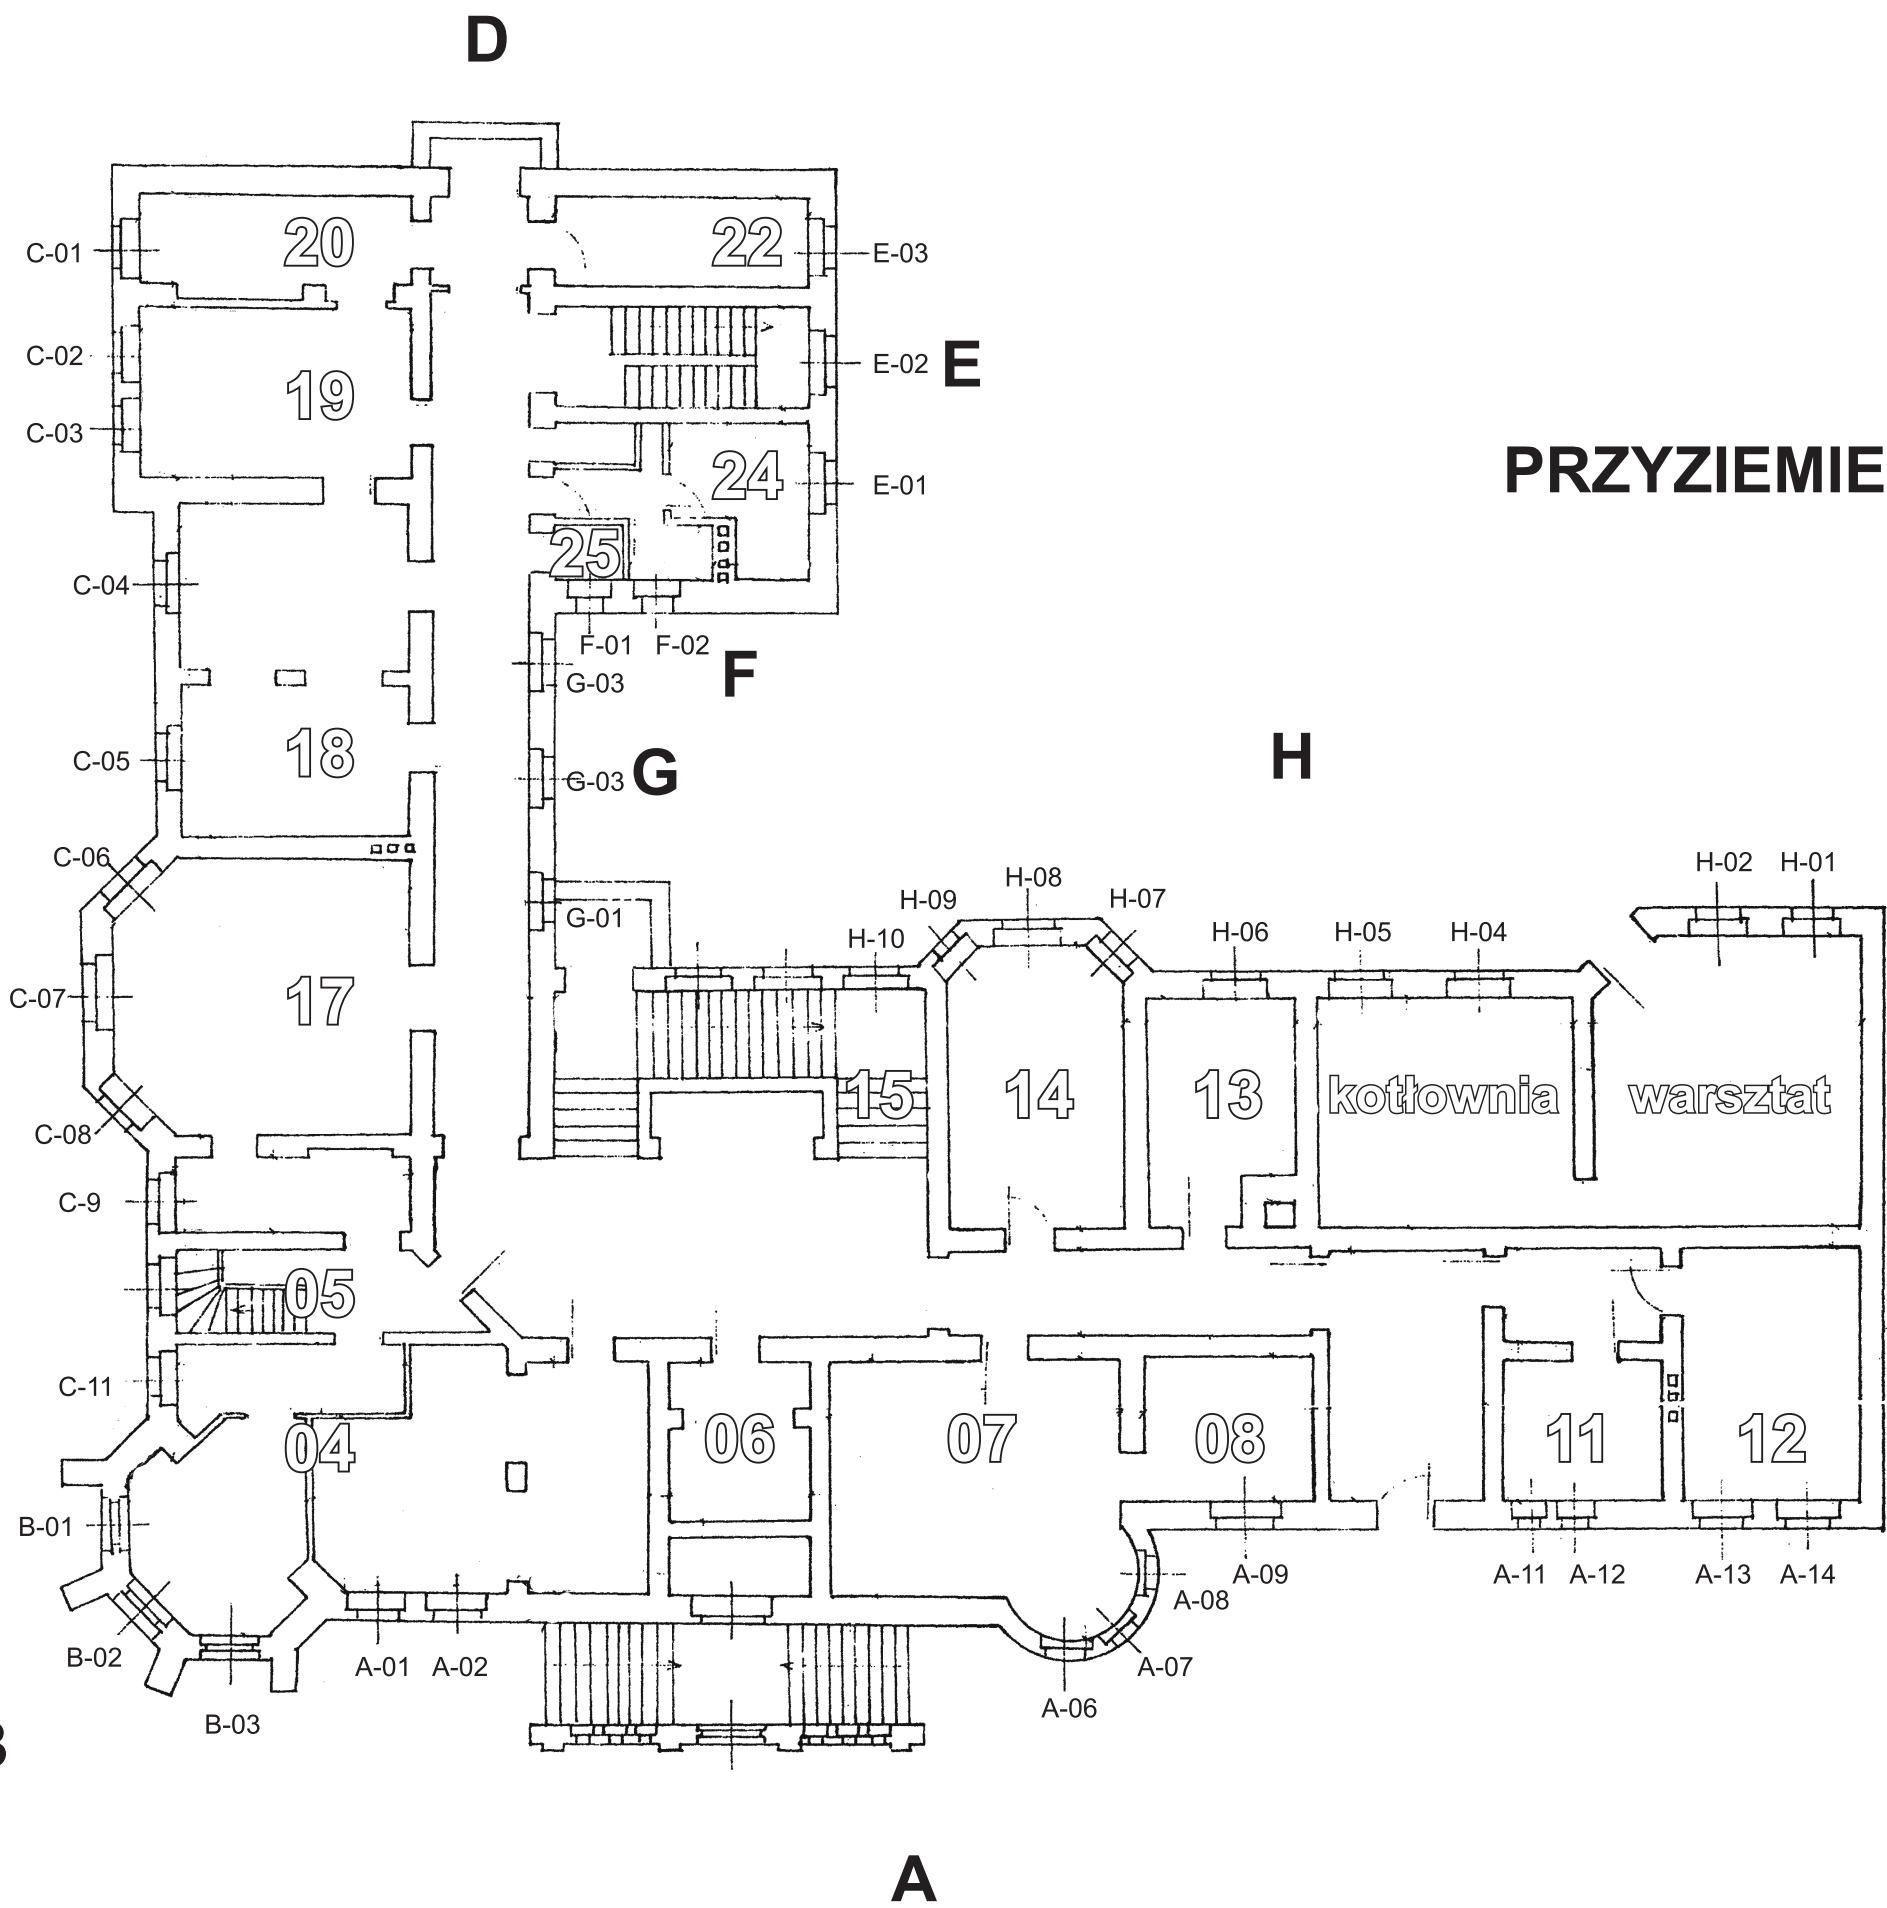 D
20
22
C-01
E-03
C-02
E-02
E
19
C-03
PRZYZIEMIE
24
E-01
25
C-04
F-01
F-02
F
G-03
18
H
C-05
G-03
G
C-06
H-02
H-01
H-08
H-09
H-07
G-01
H-10
H-06
H-05
H-04
C-07
17
15
14
13
kotłownia
warsztat
C-08
C-9
05
C-11
04
06
07
08
11
12
B-01
A-09
A-11
A-12
A-13
A-14
A-08
B-02
A-01
A-02
A-07
A-06
B-03
B
A